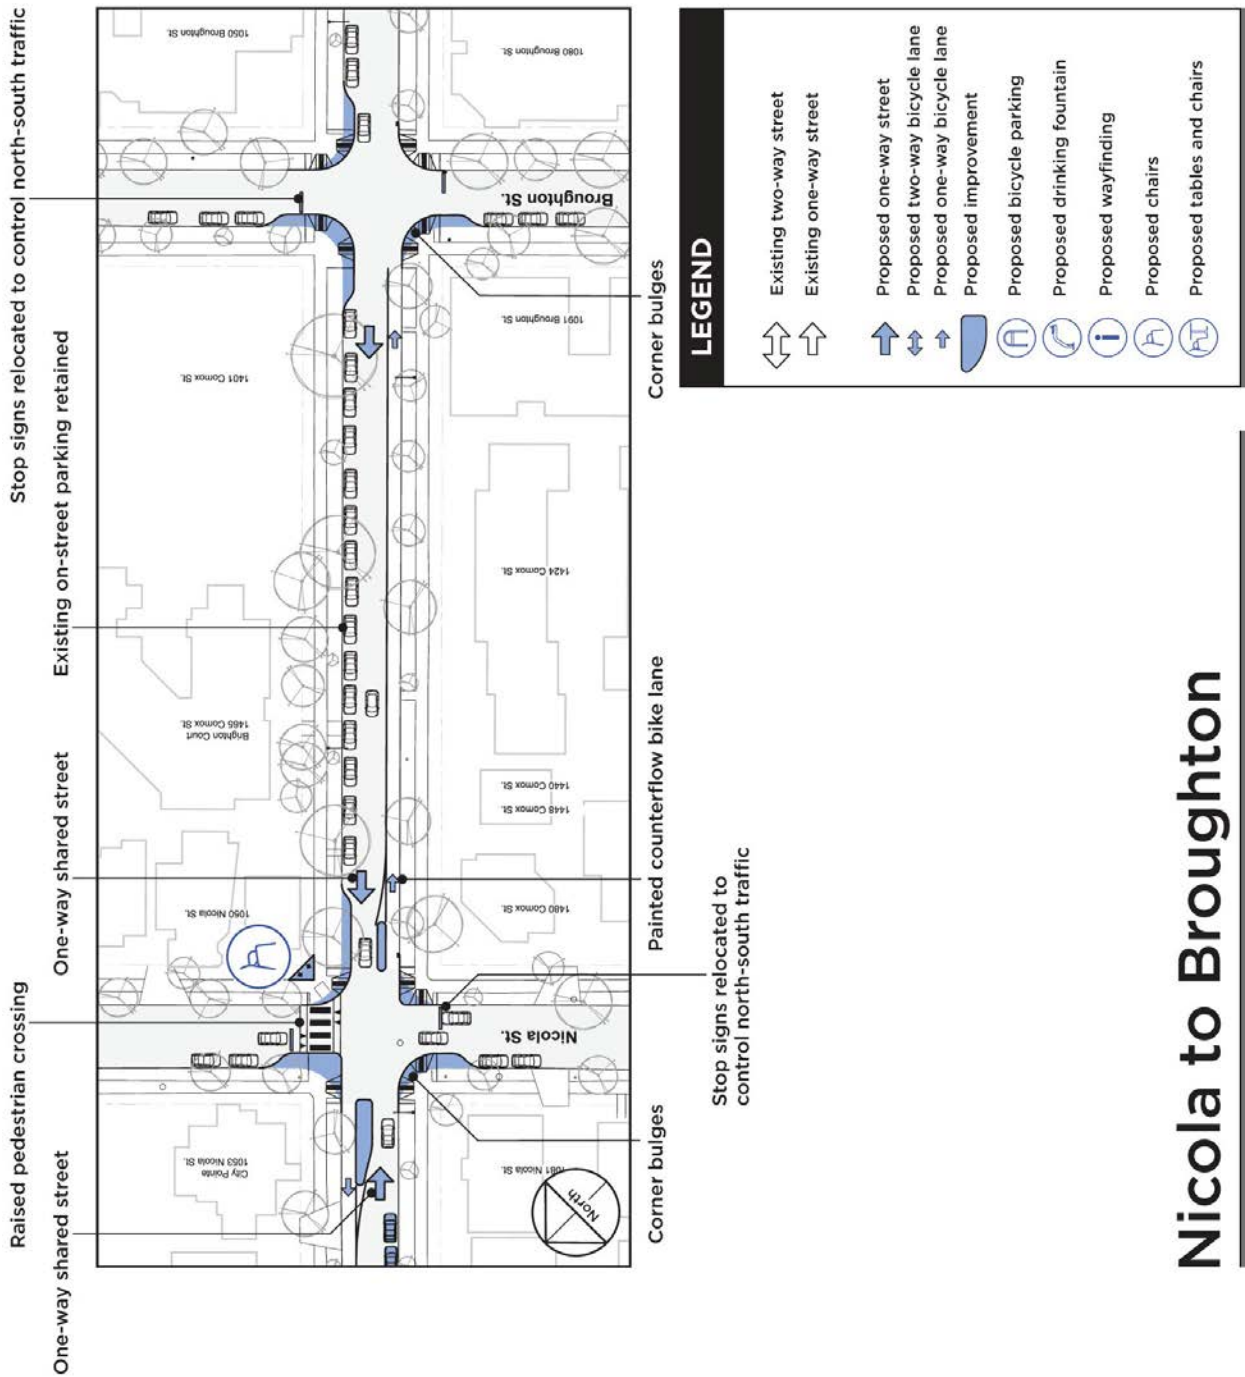 Nicola to Broughton
One-way shared street
Raised pedestrian crossing
One-way shared street
Existing on-street parking retained
Stop signs relocated to control north-south traffic
City Pointe
1053 Nicola St.
1050 Nicola St.
Brighton Court
1465 Comox St.
1401 Comox St.
1050 Broughton St.
1080 Broughton St.
1091 Broughton St.
1424 Comox St.
1440 Comox St.
1448 Comox St.
1480 Comox St.
1081 Nicola St.
Nicola St.
Broughton St.
North
Corner bulges
Stop signs relocated to
control north-south traffic
Painted counterflow bike lane
Corner bulges
LEGEND
Existing two-way street
Existing one-way street
Proposed one-way street
Proposed two-way bicycle lane
Proposed one-way bicycle lane
Proposed improvement
Proposed bicycle parking
Proposed drinking fountain
Proposed wayfinding
Proposed chairs
Proposed tables and chairs